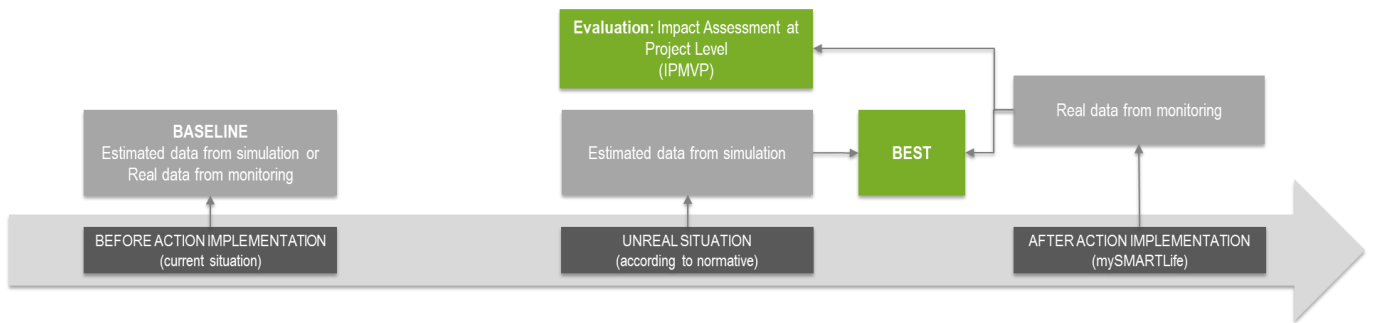 Evaluation: Impact Assessment at
Project Level
(IPMVP)
BASELINE
Estimated data from simulation or
Real data from monitoring
Estimated data from simulation
BEST
Real data from monitoring
BEFORE ACTION IMPLEMENTATION
(current situation)
UNREAL SITUATION
(according to normative)
AFTER ACTION IMPLEMENTATION
(mySMARTLife)